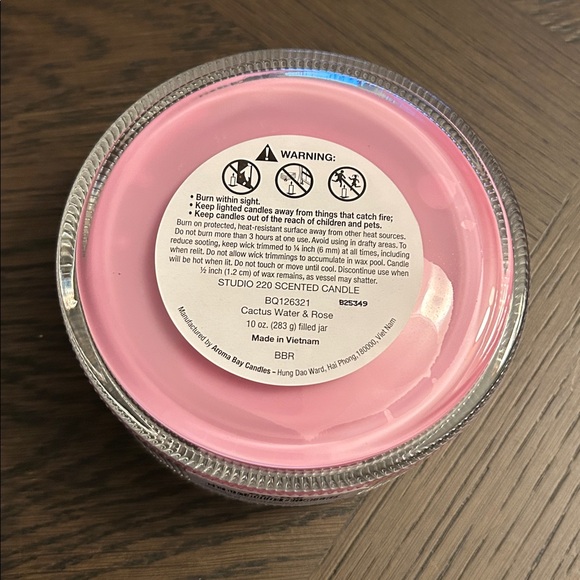 WARNING:
• Burn within sight.
• Keep lighted candles away from things that catch fire;
• Keep candles out of the reach of children and pets.
Burn on protected, heat-resistant surface away from other heat sources.
Do not burn more than 3 hours at one use. Avoid using in drafty areas. To
reduce sooting, keep wick trimmed to ¼ inch (6 mm) at all times, including
when relit. Do not allow wick trimmings to accumulate in wax pool. Candle
will be hot when lit. Do not touch or move until cool. Discontinue use when
½ inch (1.2 cm) of wax remains, as vessel may shatter.
STUDIO 220 SCENTED CANDLE
BQ126321 B25349
Cactus Water & Rose
10 oz. (283 g) filled jar
Made in Vietnam
BBR
Manufactured by Aroma Bay Candles – Hung Dao Ward, Hai Phong,180000, Viet Nam